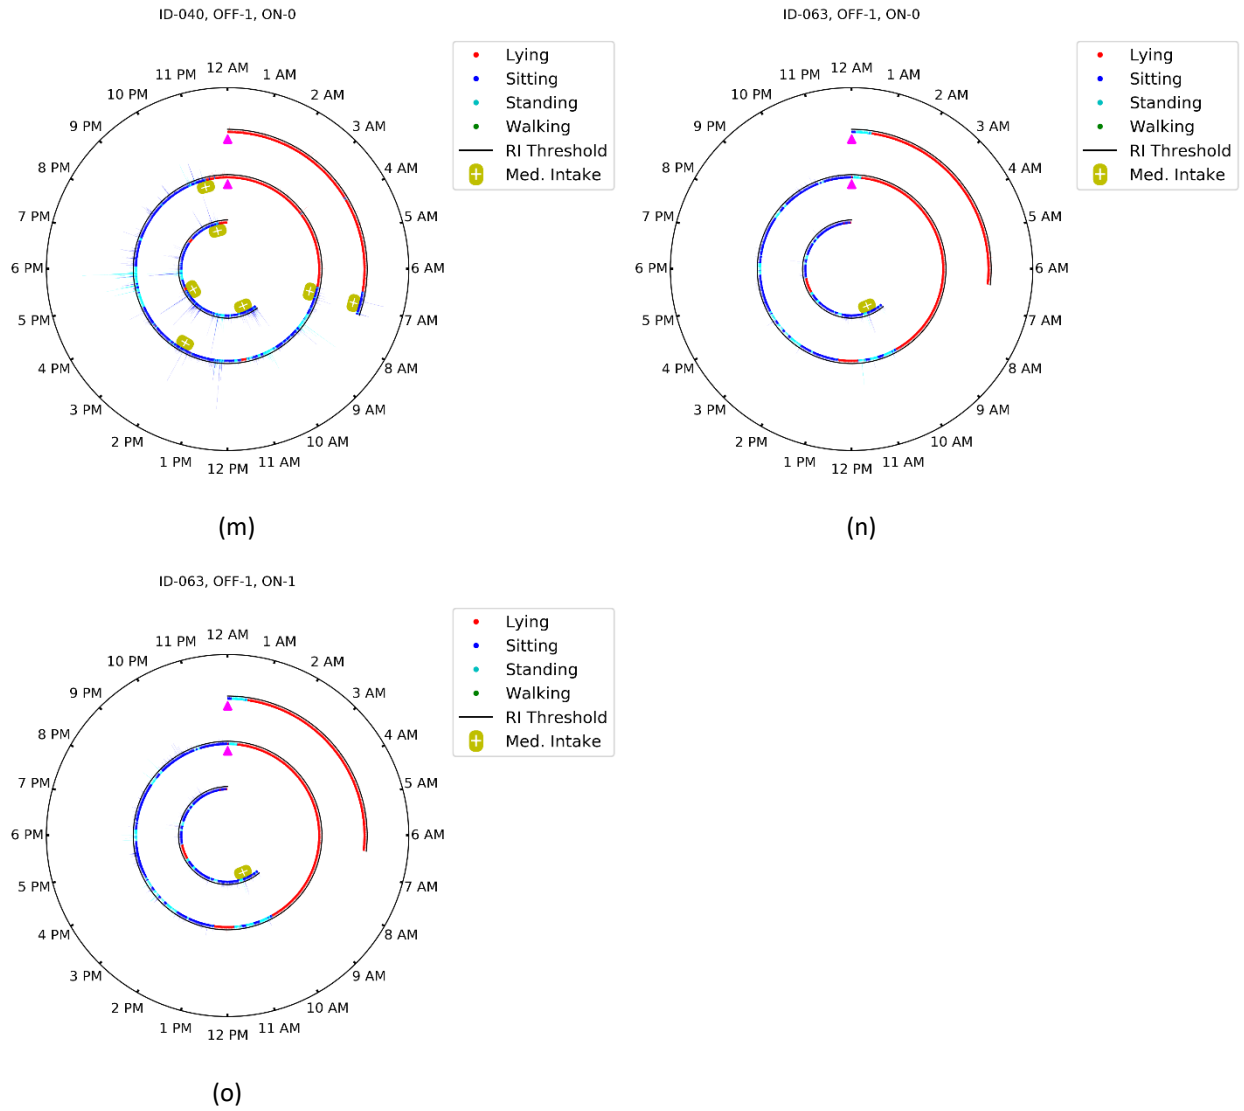 ID-040, OFF-1, ON-0
12 AM
1 AM
2 AM
3 AM
4 AM
5 AM
6 AM
7 AM
8 AM
9 AM
10 AM
11 AM
12 PM
1 PM
2 PM
3 PM
4 PM
5 PM
6 PM
7 PM
8 PM
9 PM
10 PM
11 PM
Lying
Sitting
Standing
Walking
RI Threshold
Med. Intake
(m)
ID-063, OFF-1, ON-0
12 AM
1 AM
2 AM
3 AM
4 AM
5 AM
6 AM
7 AM
8 AM
9 AM
10 AM
11 AM
12 PM
1 PM
2 PM
3 PM
4 PM
5 PM
6 PM
7 PM
8 PM
9 PM
10 PM
11 PM
Lying
Sitting
Standing
Walking
RI Threshold
Med. Intake
(n)
ID-063, OFF-1, ON-1
12 AM
1 AM
2 AM
3 AM
4 AM
5 AM
6 AM
7 AM
8 AM
9 AM
10 AM
11 AM
12 PM
1 PM
2 PM
3 PM
4 PM
5 PM
6 PM
7 PM
8 PM
9 PM
10 PM
11 PM
Lying
Sitting
Standing
Walking
RI Threshold
Med. Intake
(o)